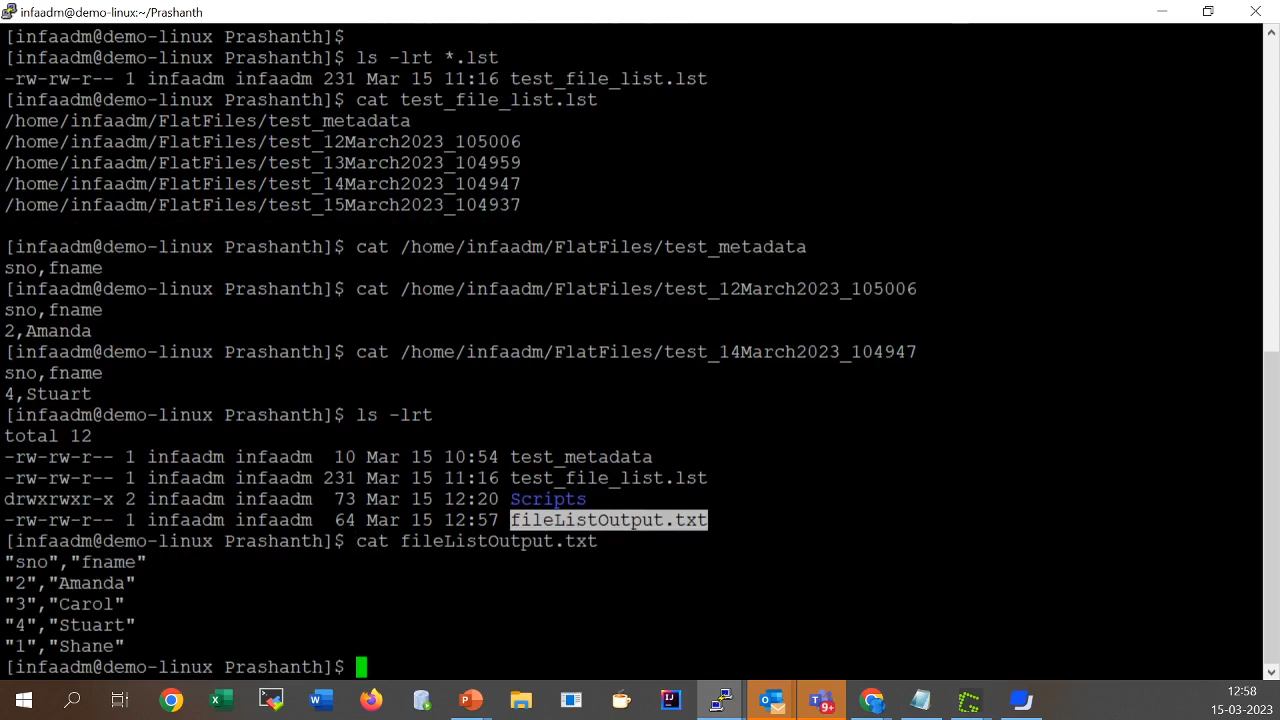 infaadm@demo-linux:~/Prashanth
[infaadm@demo-linux Prashanth]$
[infaadm@demo-linux Prashanth]$ ls -lrt *.lst
-rw-rw-r-- 1 infaadm infaadm 231 Mar 15 11:16 test_file_list.lst
[infaadm@demo-linux Prashanth]$ cat test_file_list.lst
/home/infaadm/FlatFiles/test_metadata
/home/infaadm/FlatFiles/test_12March2023_105006
/home/infaadm/FlatFiles/test_13March2023_104959
/home/infaadm/FlatFiles/test_14March2023_104947
/home/infaadm/FlatFiles/test_15March2023_104937
[infaadm@demo-linux Prashanth]$ cat /home/infaadm/FlatFiles/test_metadata
sno,fname
[infaadm@demo-linux Prashanth]$ cat /home/infaadm/FlatFiles/test_12March2023_105006
sno,fname
2,Amanda
[infaadm@demo-linux Prashanth]$ cat /home/infaadm/FlatFiles/test_14March2023_104947
sno,fname
4,Stuart
[infaadm@demo-linux Prashanth]$ ls -lrt
total 12
-rw-rw-r-- 1 infaadm infaadm  10 Mar 15 10:54 test_metadata
-rw-rw-r-- 1 infaadm infaadm 231 Mar 15 11:16 test_file_list.lst
drwxrwxr-x 2 infaadm infaadm  73 Mar 15 12:20 Scripts
-rw-rw-r-- 1 infaadm infaadm  64 Mar 15 12:57 fileListOutput.txt
[infaadm@demo-linux Prashanth]$ cat fileListOutput.txt
"sno","fname"
"2","Amanda"
"3","Carol"
"4","Stuart"
"1","Shane"
[infaadm@demo-linux Prashanth]$
9+
12:58
15-03-2023